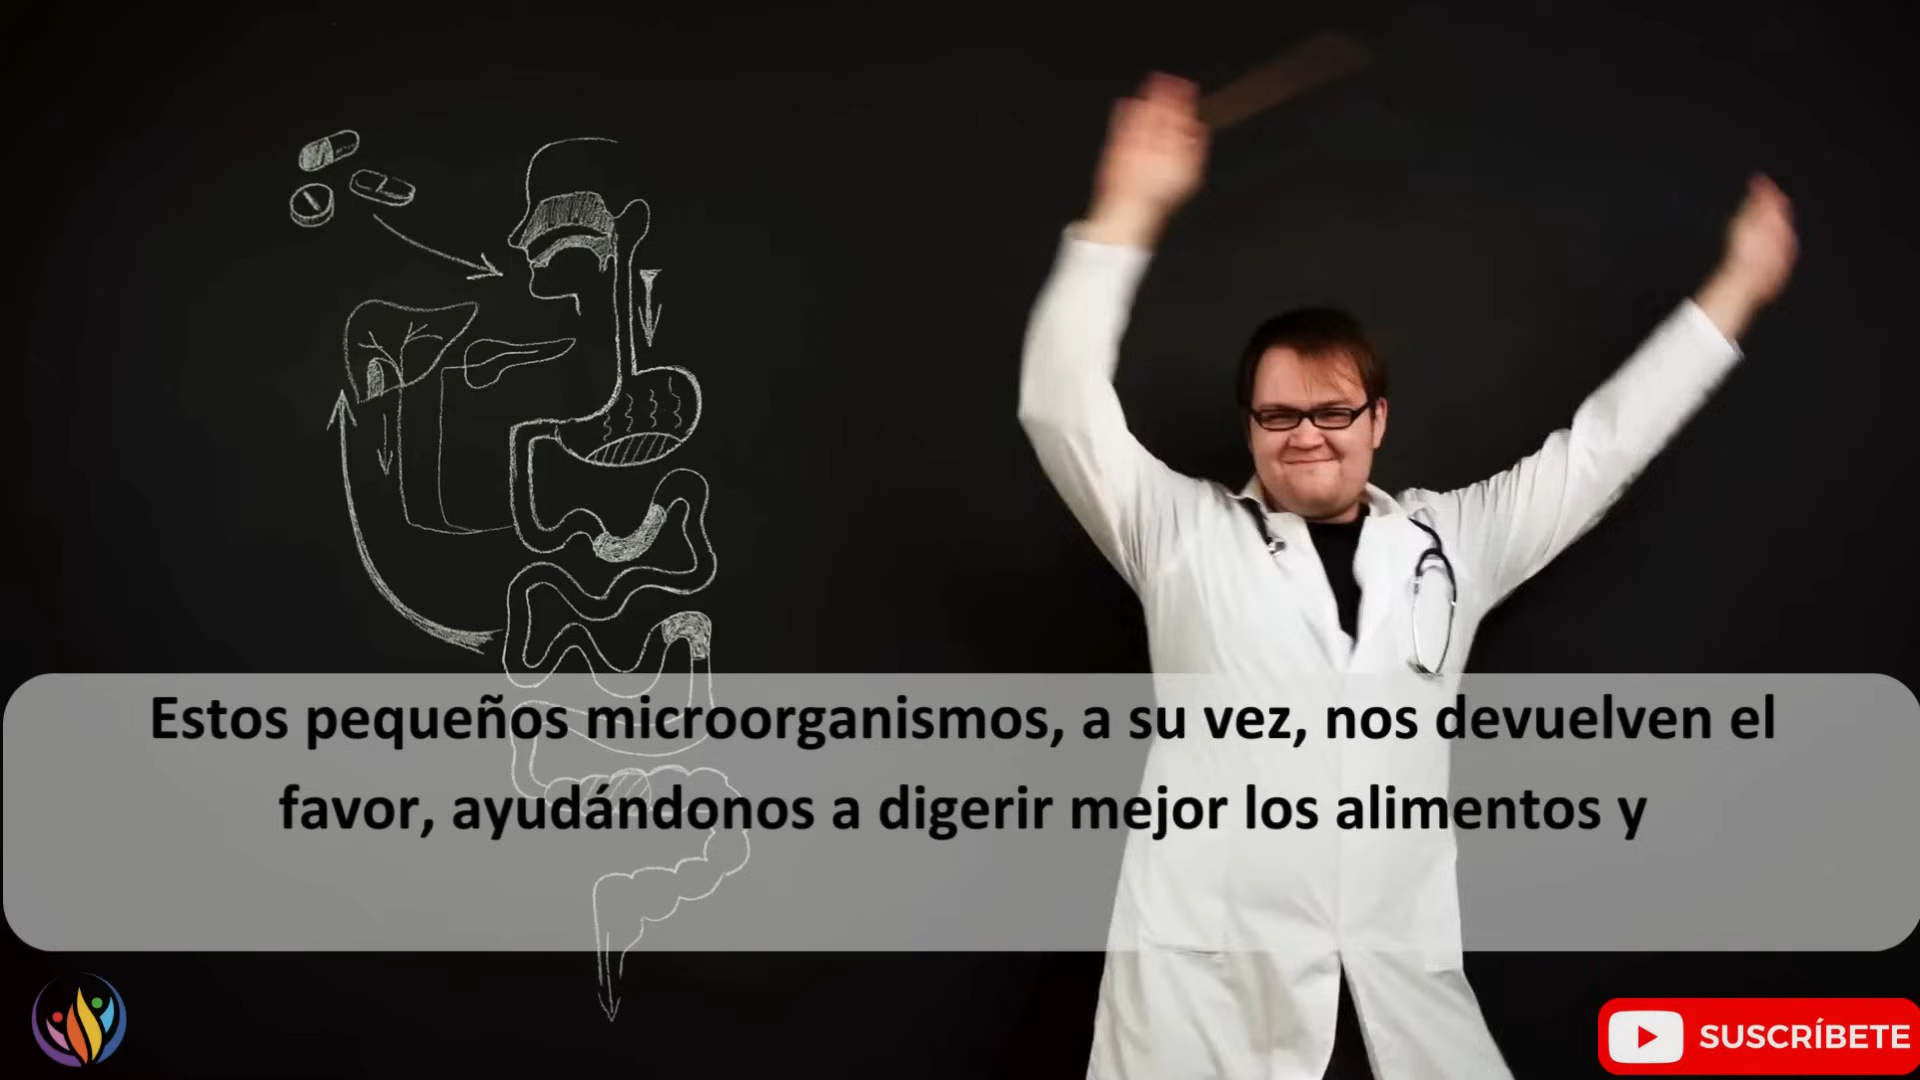 Estos pequeños microorganismos, a su vez, nos devuelven el
favor, ayudándonos a digerir mejor los alimentos y
SUSCRÍBETE